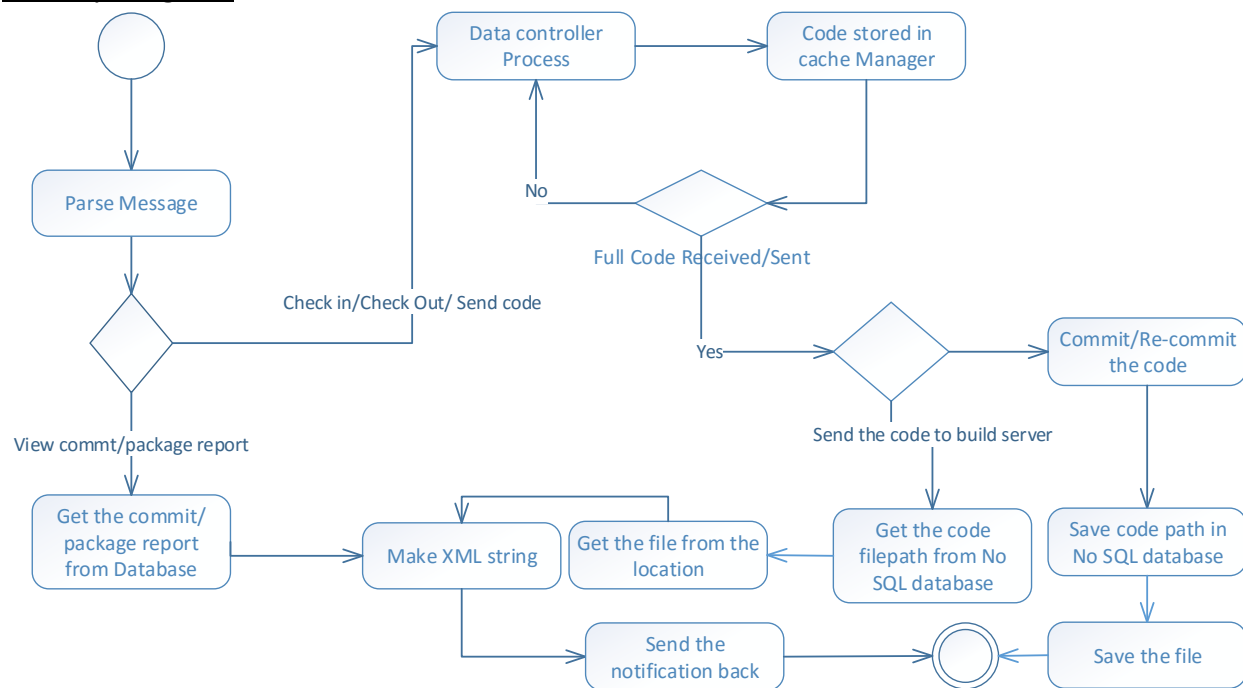 Data controller
Process
Code stored in
cache Manager
Parse Message
No
Full Code Received/Sent
Check in/Check Out/ Send code
Yes
Commit/Re-commit
the code
View commt/package report
Send the code to build server
Get the commit/
package report
from Database
Make XML string
Get the file from the
location
Get the code
filepath from No
SQL database
Save code path in
No SQL database
Send the
notification back
Save the file